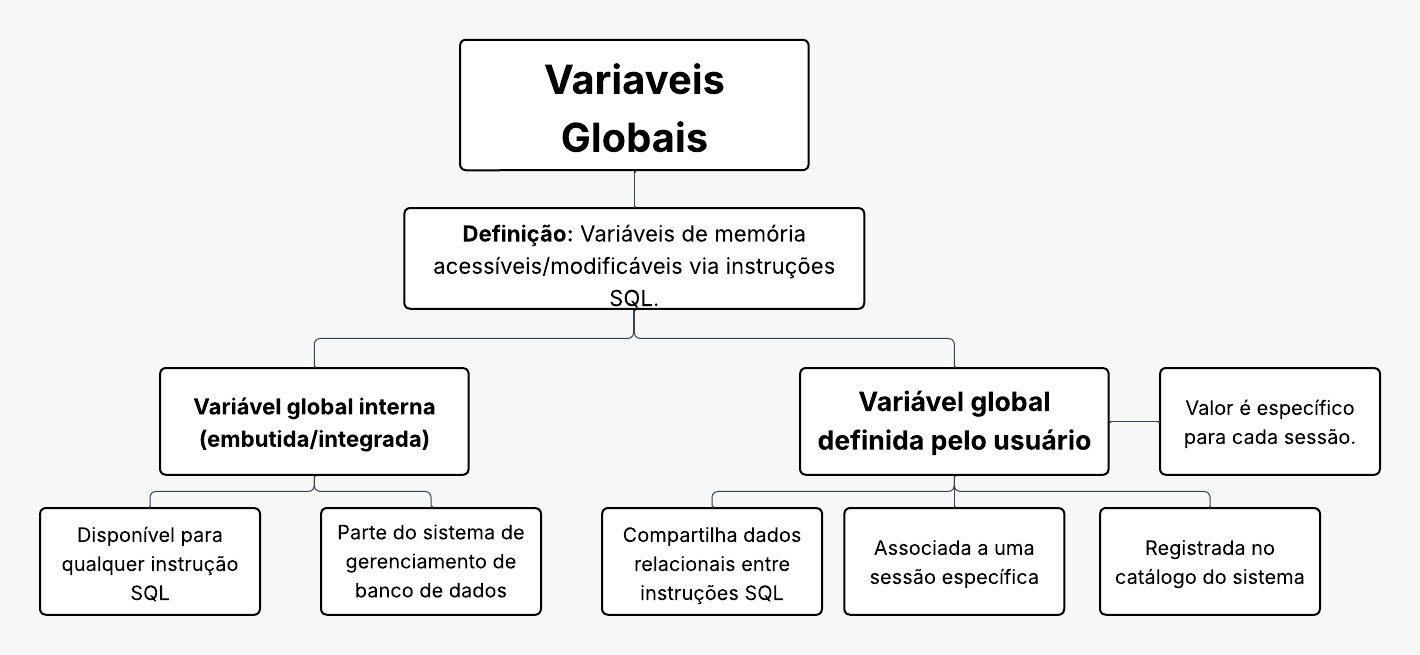 Variaveis
Globais
Definição: Variáveis de memória
acessíveis/modificáveis via instruções
SQL.
Variável global interna
(embutida/integrada)
Variável global
definida pelo usuário
Valor é específico
para cada sessão.
Disponível para
qualquer instrução
SQL
Parte do sistema de
gerenciamento de
banco de dados
Compartilha dados
relacionais entre
instruções SQL
Associada a uma
sessão específica
Registrada no
catálogo do sistema